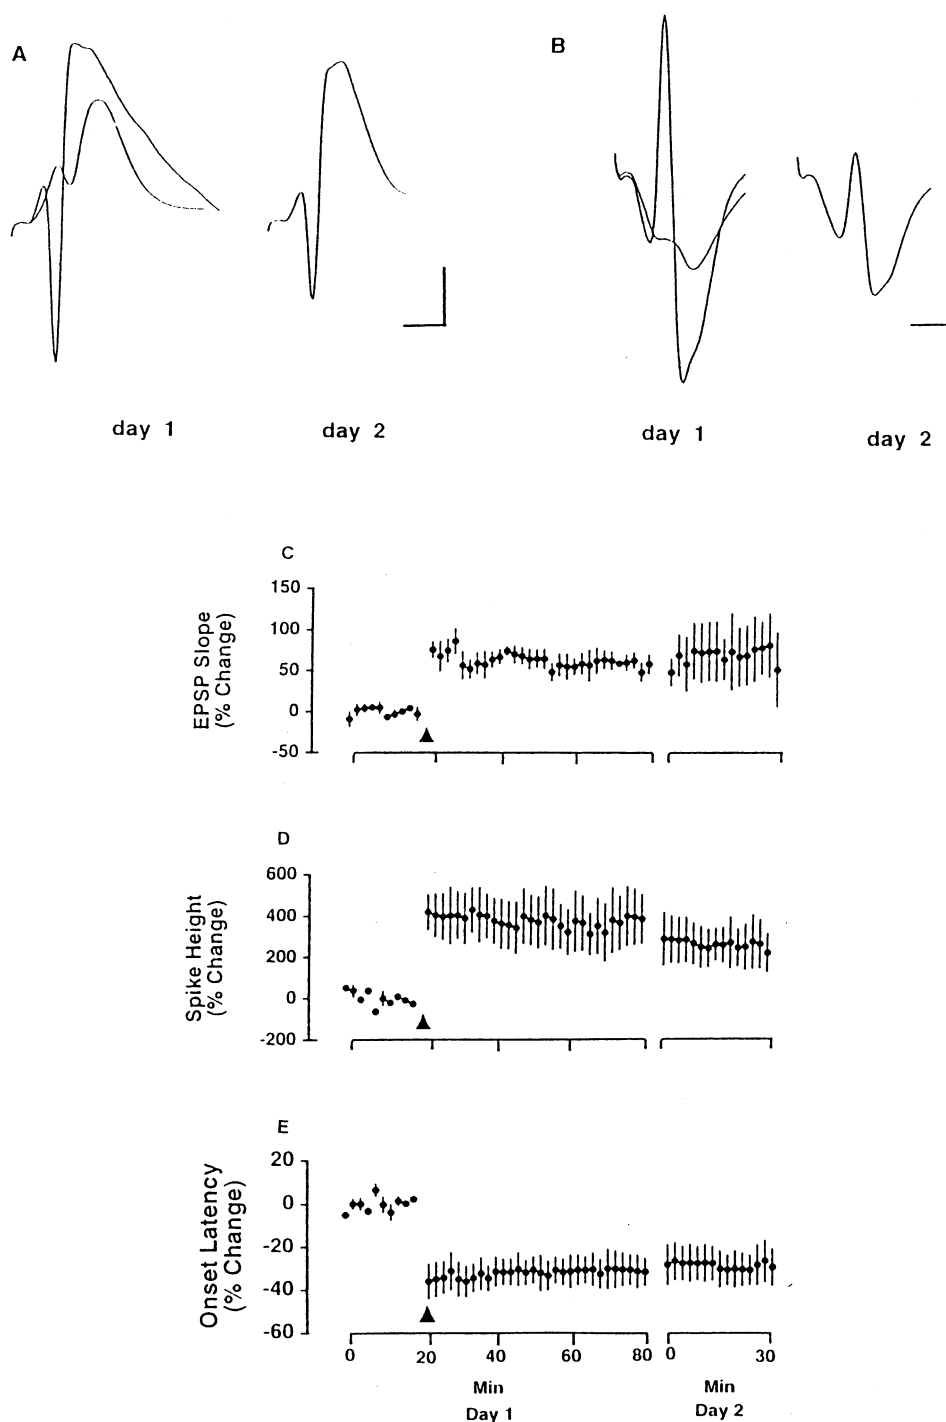 A
B
day 1
day 2
day 1
day 2
C
EPSP Slope
(% Change)
150
100
50
0
-50
D
Spike Height
(% Change)
600
400
200
0
-200
E
Onset Latency
(% Change)
20
0
-20
-40
-60
0 20 40 60 80 0 30
Min Min
Day 1 Day 2